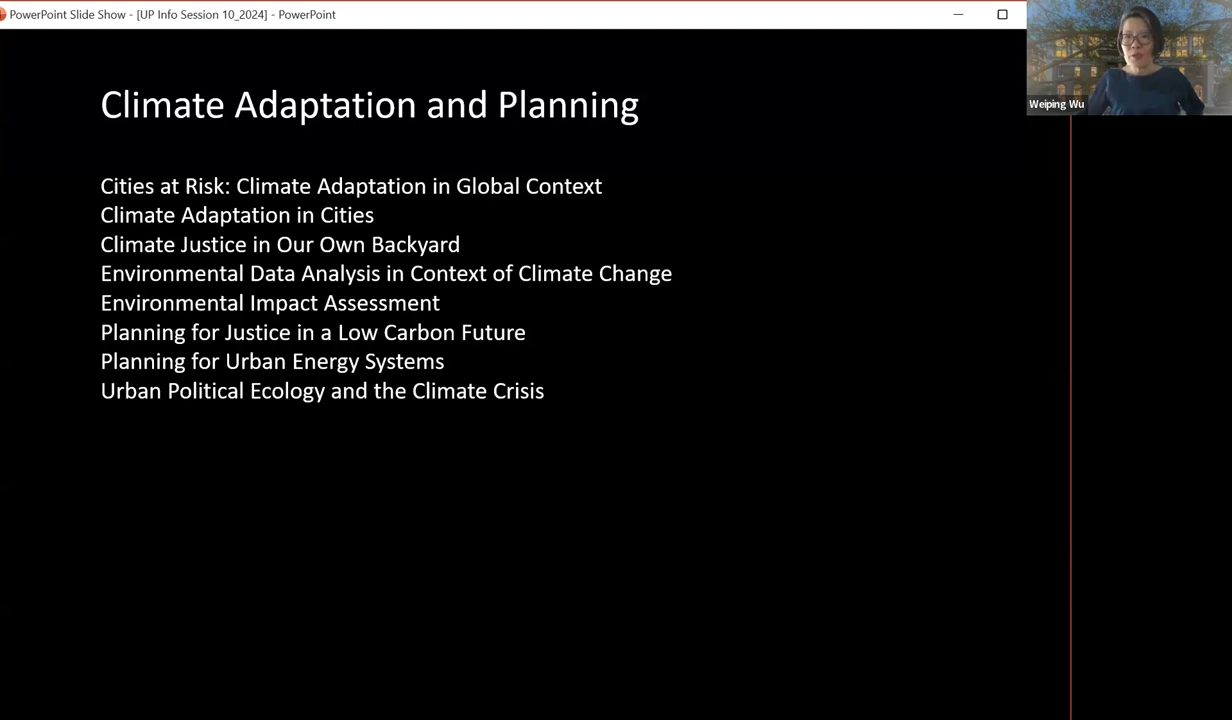 PowerPoint Slide Show - [UP Info Session 10_2024] - PowerPoint
Weiping Wu
Climate Adaptation and Planning
Cities at Risk: Climate Adaptation in Global Context
Climate Adaptation in Cities
Climate Justice in Our Own Backyard
Environmental Data Analysis in Context of Climate Change
Environmental Impact Assessment
Planning for Justice in a Low Carbon Future
Planning for Urban Energy Systems
Urban Political Ecology and the Climate Crisis